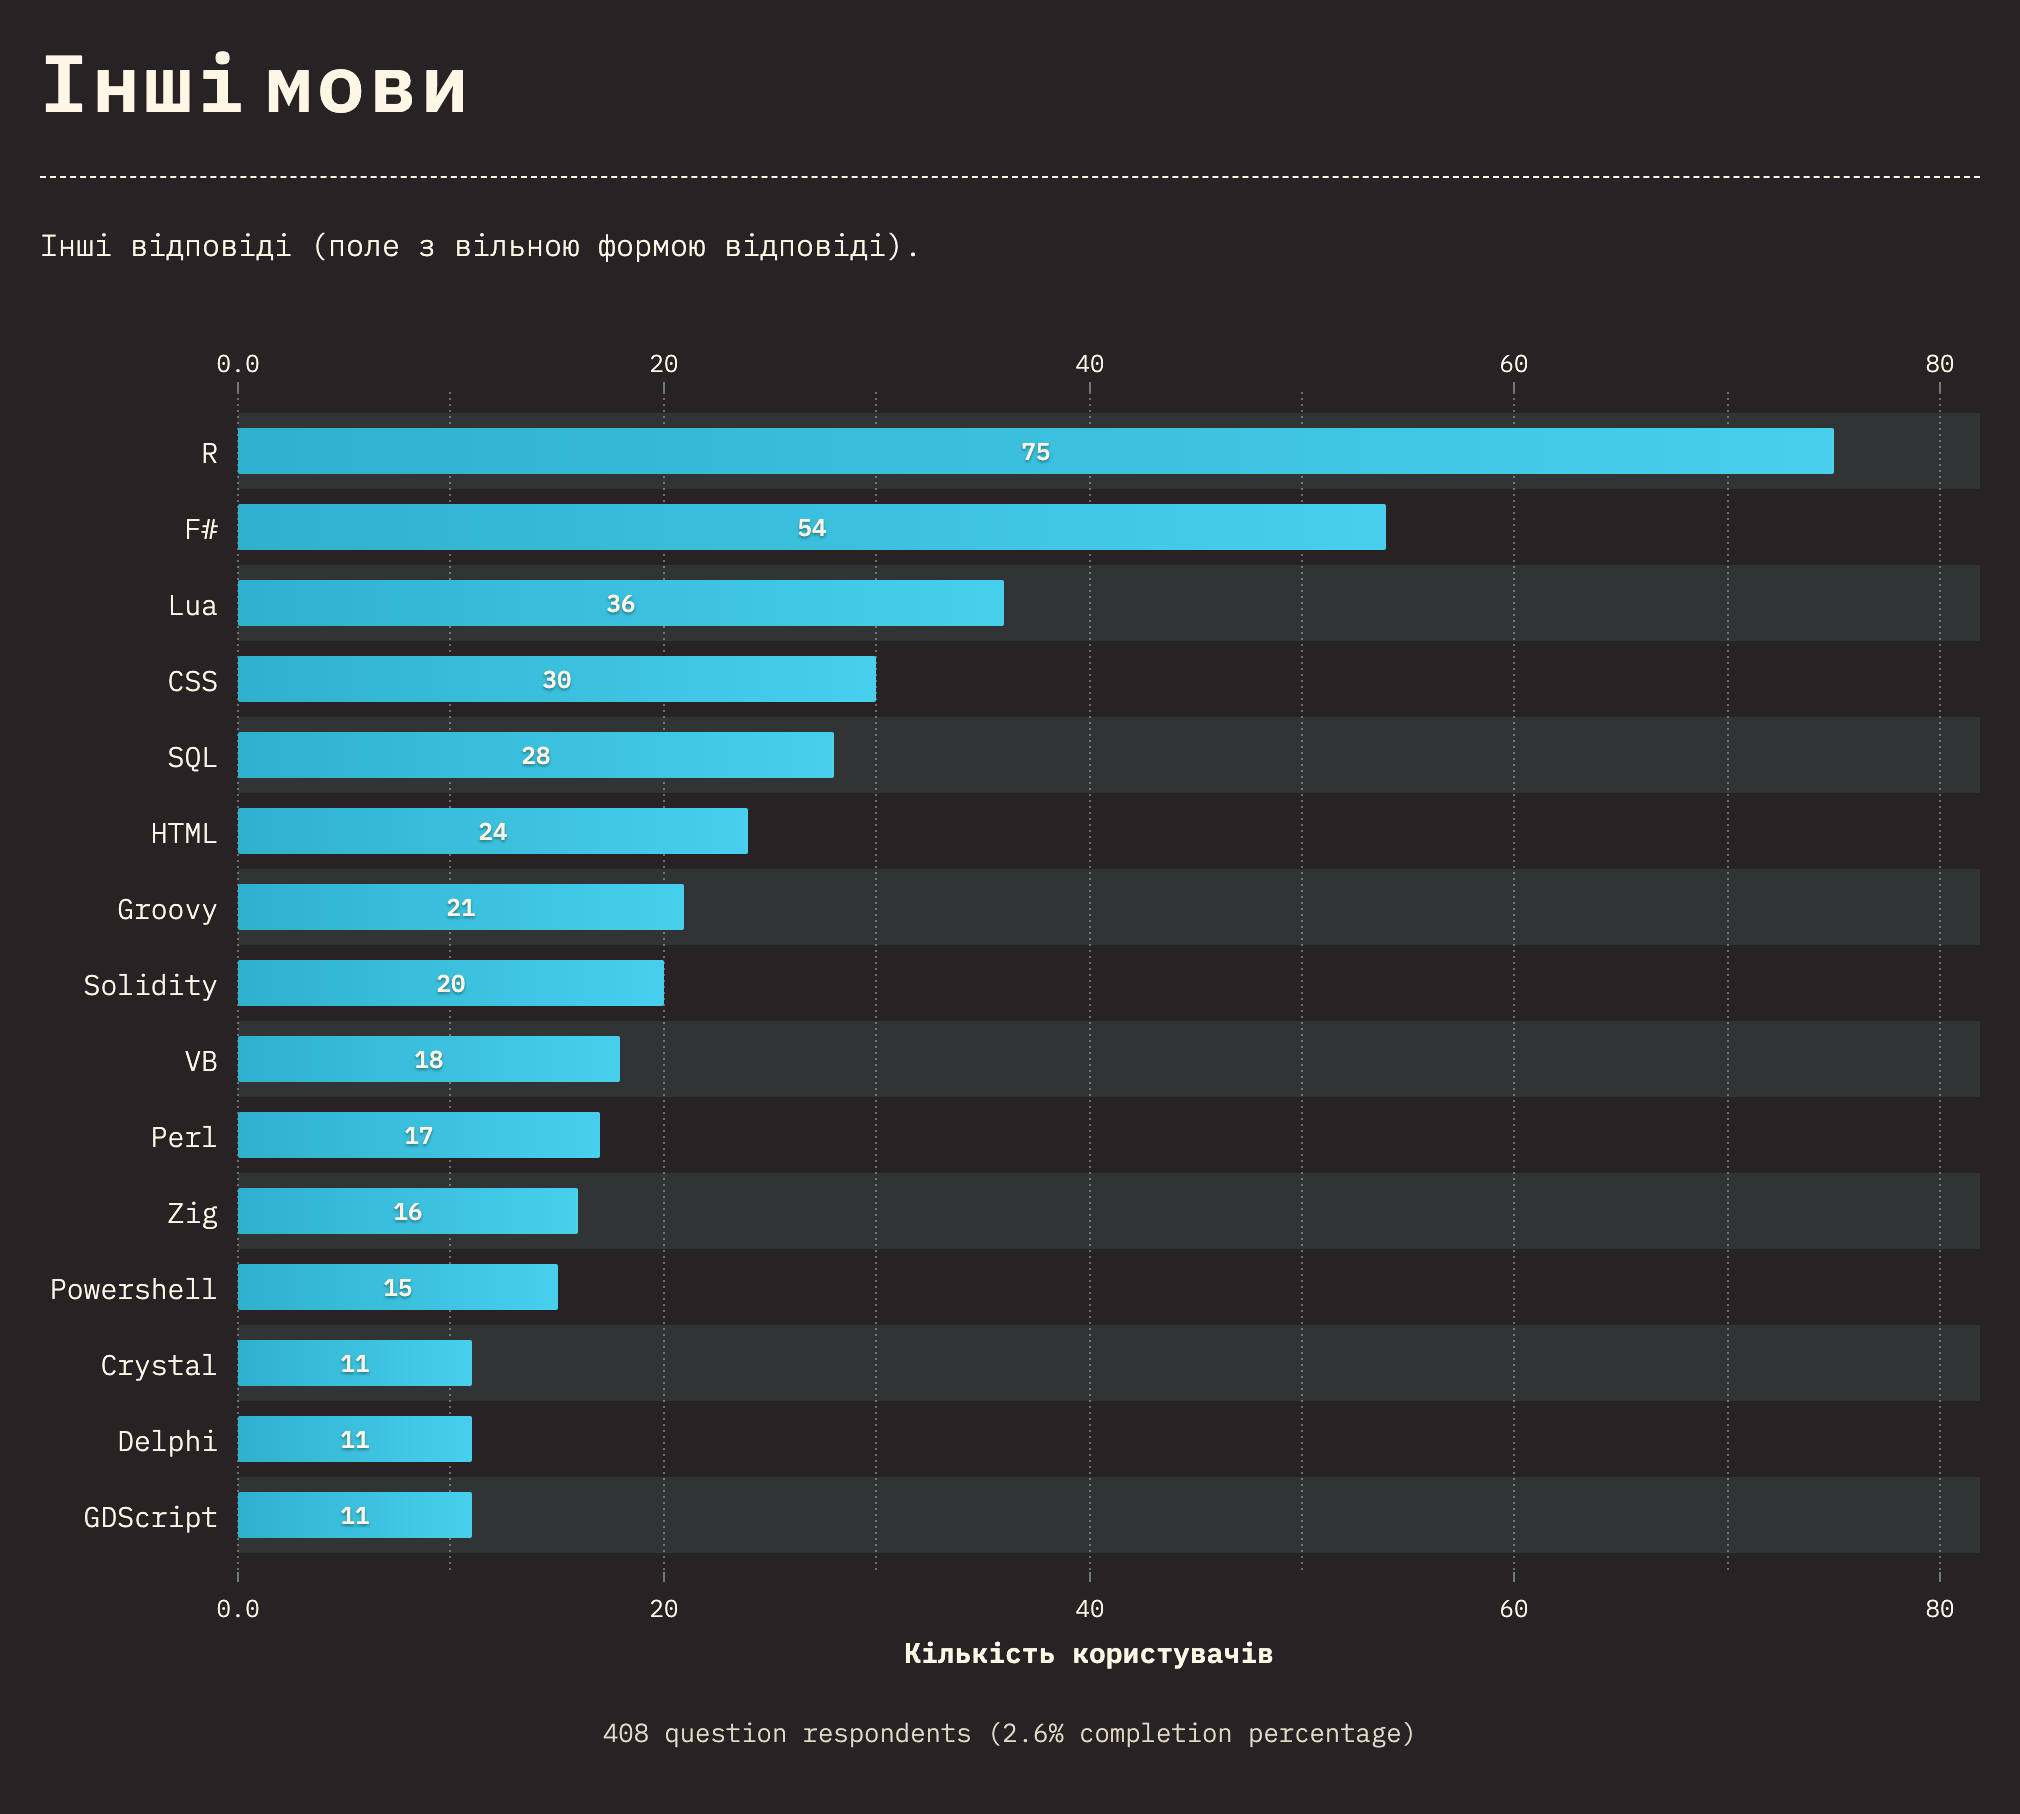 Інші мови
Інші відповіді (поле з вільною формою відповіді).
0.0 20 40 60 80
R 75
F# 54
Lua 36
CSS 30
SQL 28
HTML 24
Groovy 21
Solidity 20
VB 18
Perl 17
Zig 16
Powershell 15
Crystal 11
Delphi 11
GDScript 11
0.0 20 40 60 80
Кількість користувачів
408 question respondents (2.6% completion percentage)